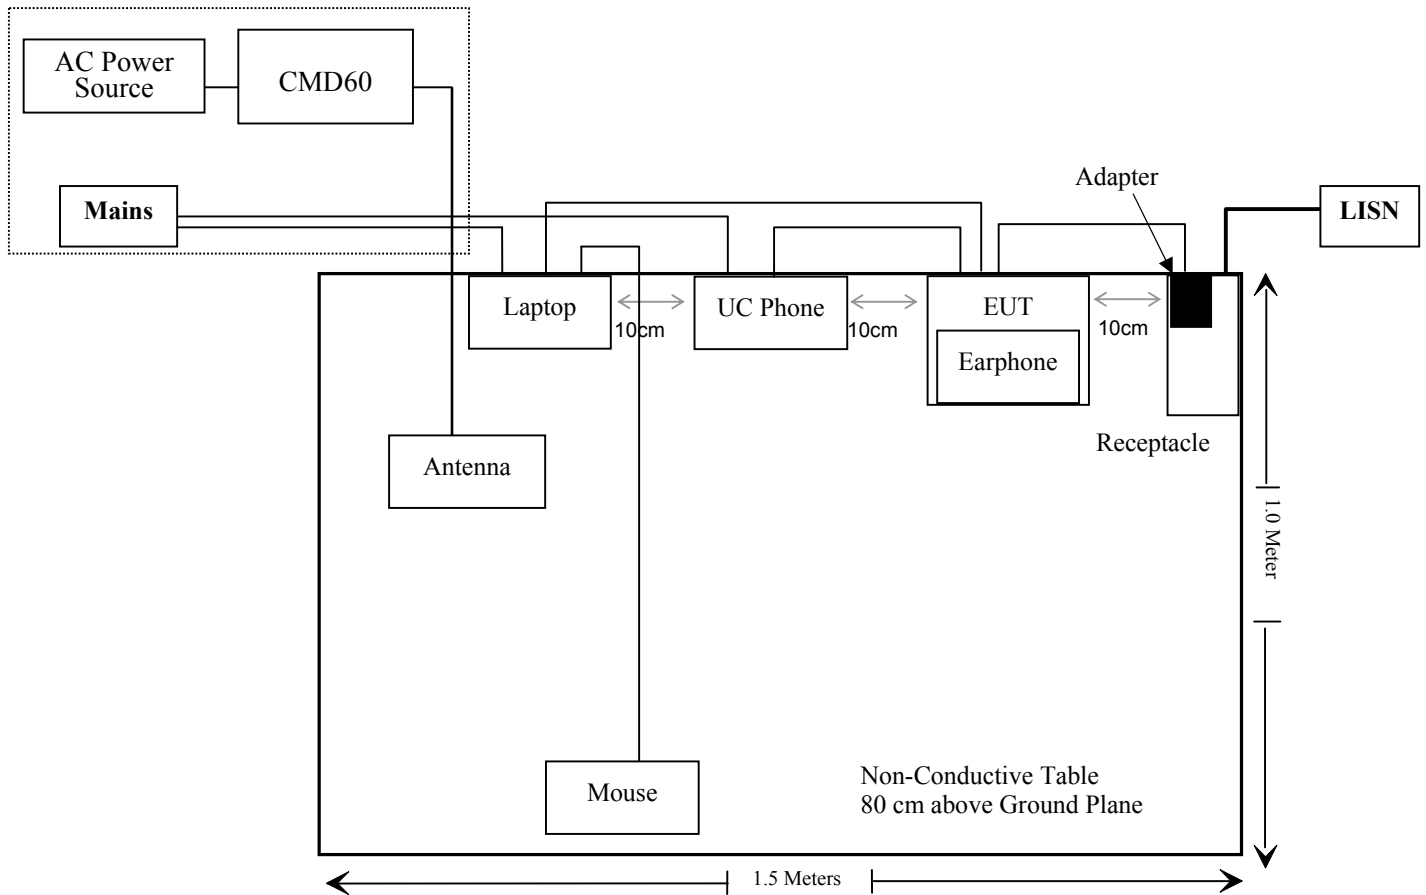 AC Power
Source
CMD60
Mains
Adapter
LISN
Laptop
10cm
UC Phone
10cm
EUT
10cm
Earphone
Receptacle
Antenna
1.0 Meter
Mouse
Non-Conductive Table
80 cm above Ground Plane
1.5 Meters